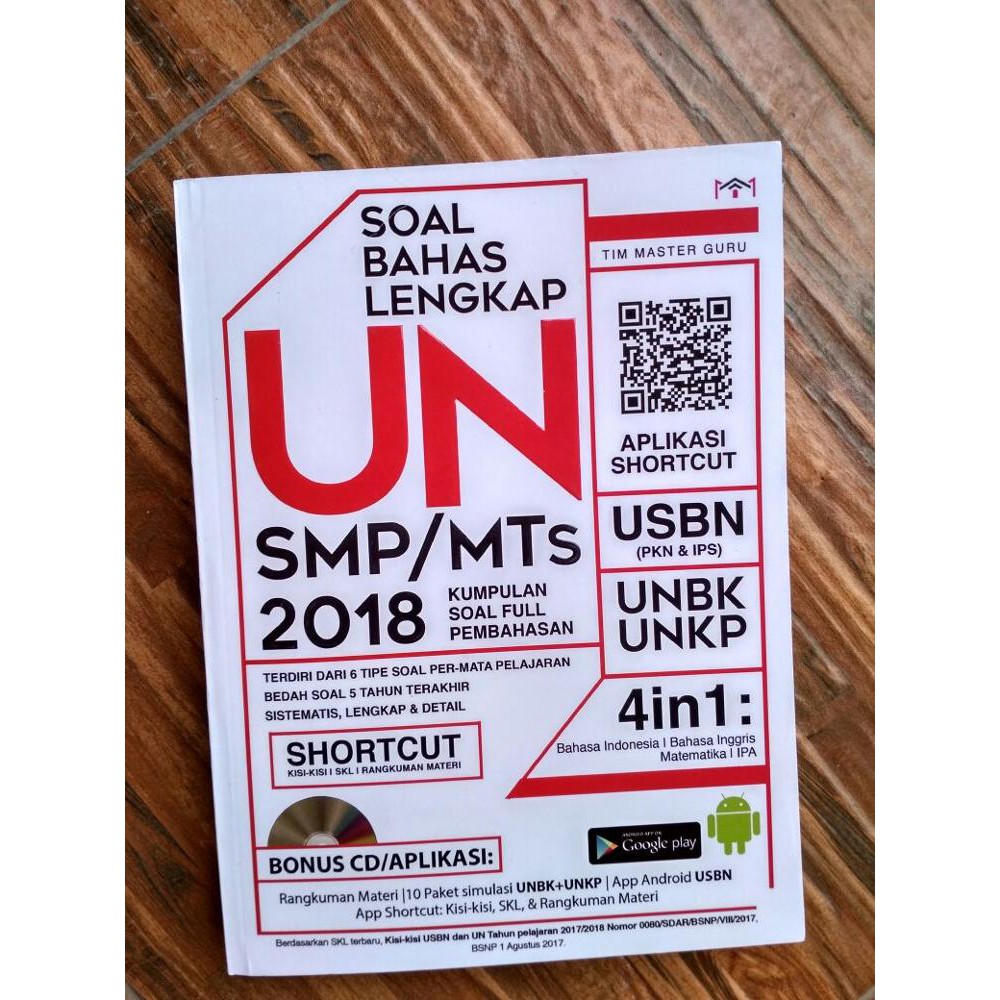 SOAL
BAHAS
LENGKAP
UN
SMP/MTs
2018
KUMPULAN
SOAL FULL
PEMBAHASAN
TERDIRI DARI 6 TIPE SOAL PER-MATA PELAJARAN
BEDAH SOAL 5 TAHUN TERAKHIR
SISTEMATIS, LENGKAP & DETAIL
SHORTCUT
KISI-KISI I SKL I RANGKUMAN MATERI
TIM MASTER GURU
APLIKASI
SHORTCUT
USBN
(PKN & IPS)
UNBK
UNKP
4in1:
Bahasa Indonesia I Bahasa Inggris
Matematika I IPA
ANDROID APP ON
Google play
BONUS CD/APLIKASI:
Rangkuman Materi |10 Paket simulasi UNBK+UNKP | App Android USBN
App Shortcut: Kisi-kisi, SKL, & Rangkuman Materi
Berdasarkan SKL terbaru, Kisi-kisi USBN dan UN Tahun pelajaran 2017/2018 Nomor 0080/SDAR/BSNP/VIII/2017,
BSNP 1 Agustus 2017.